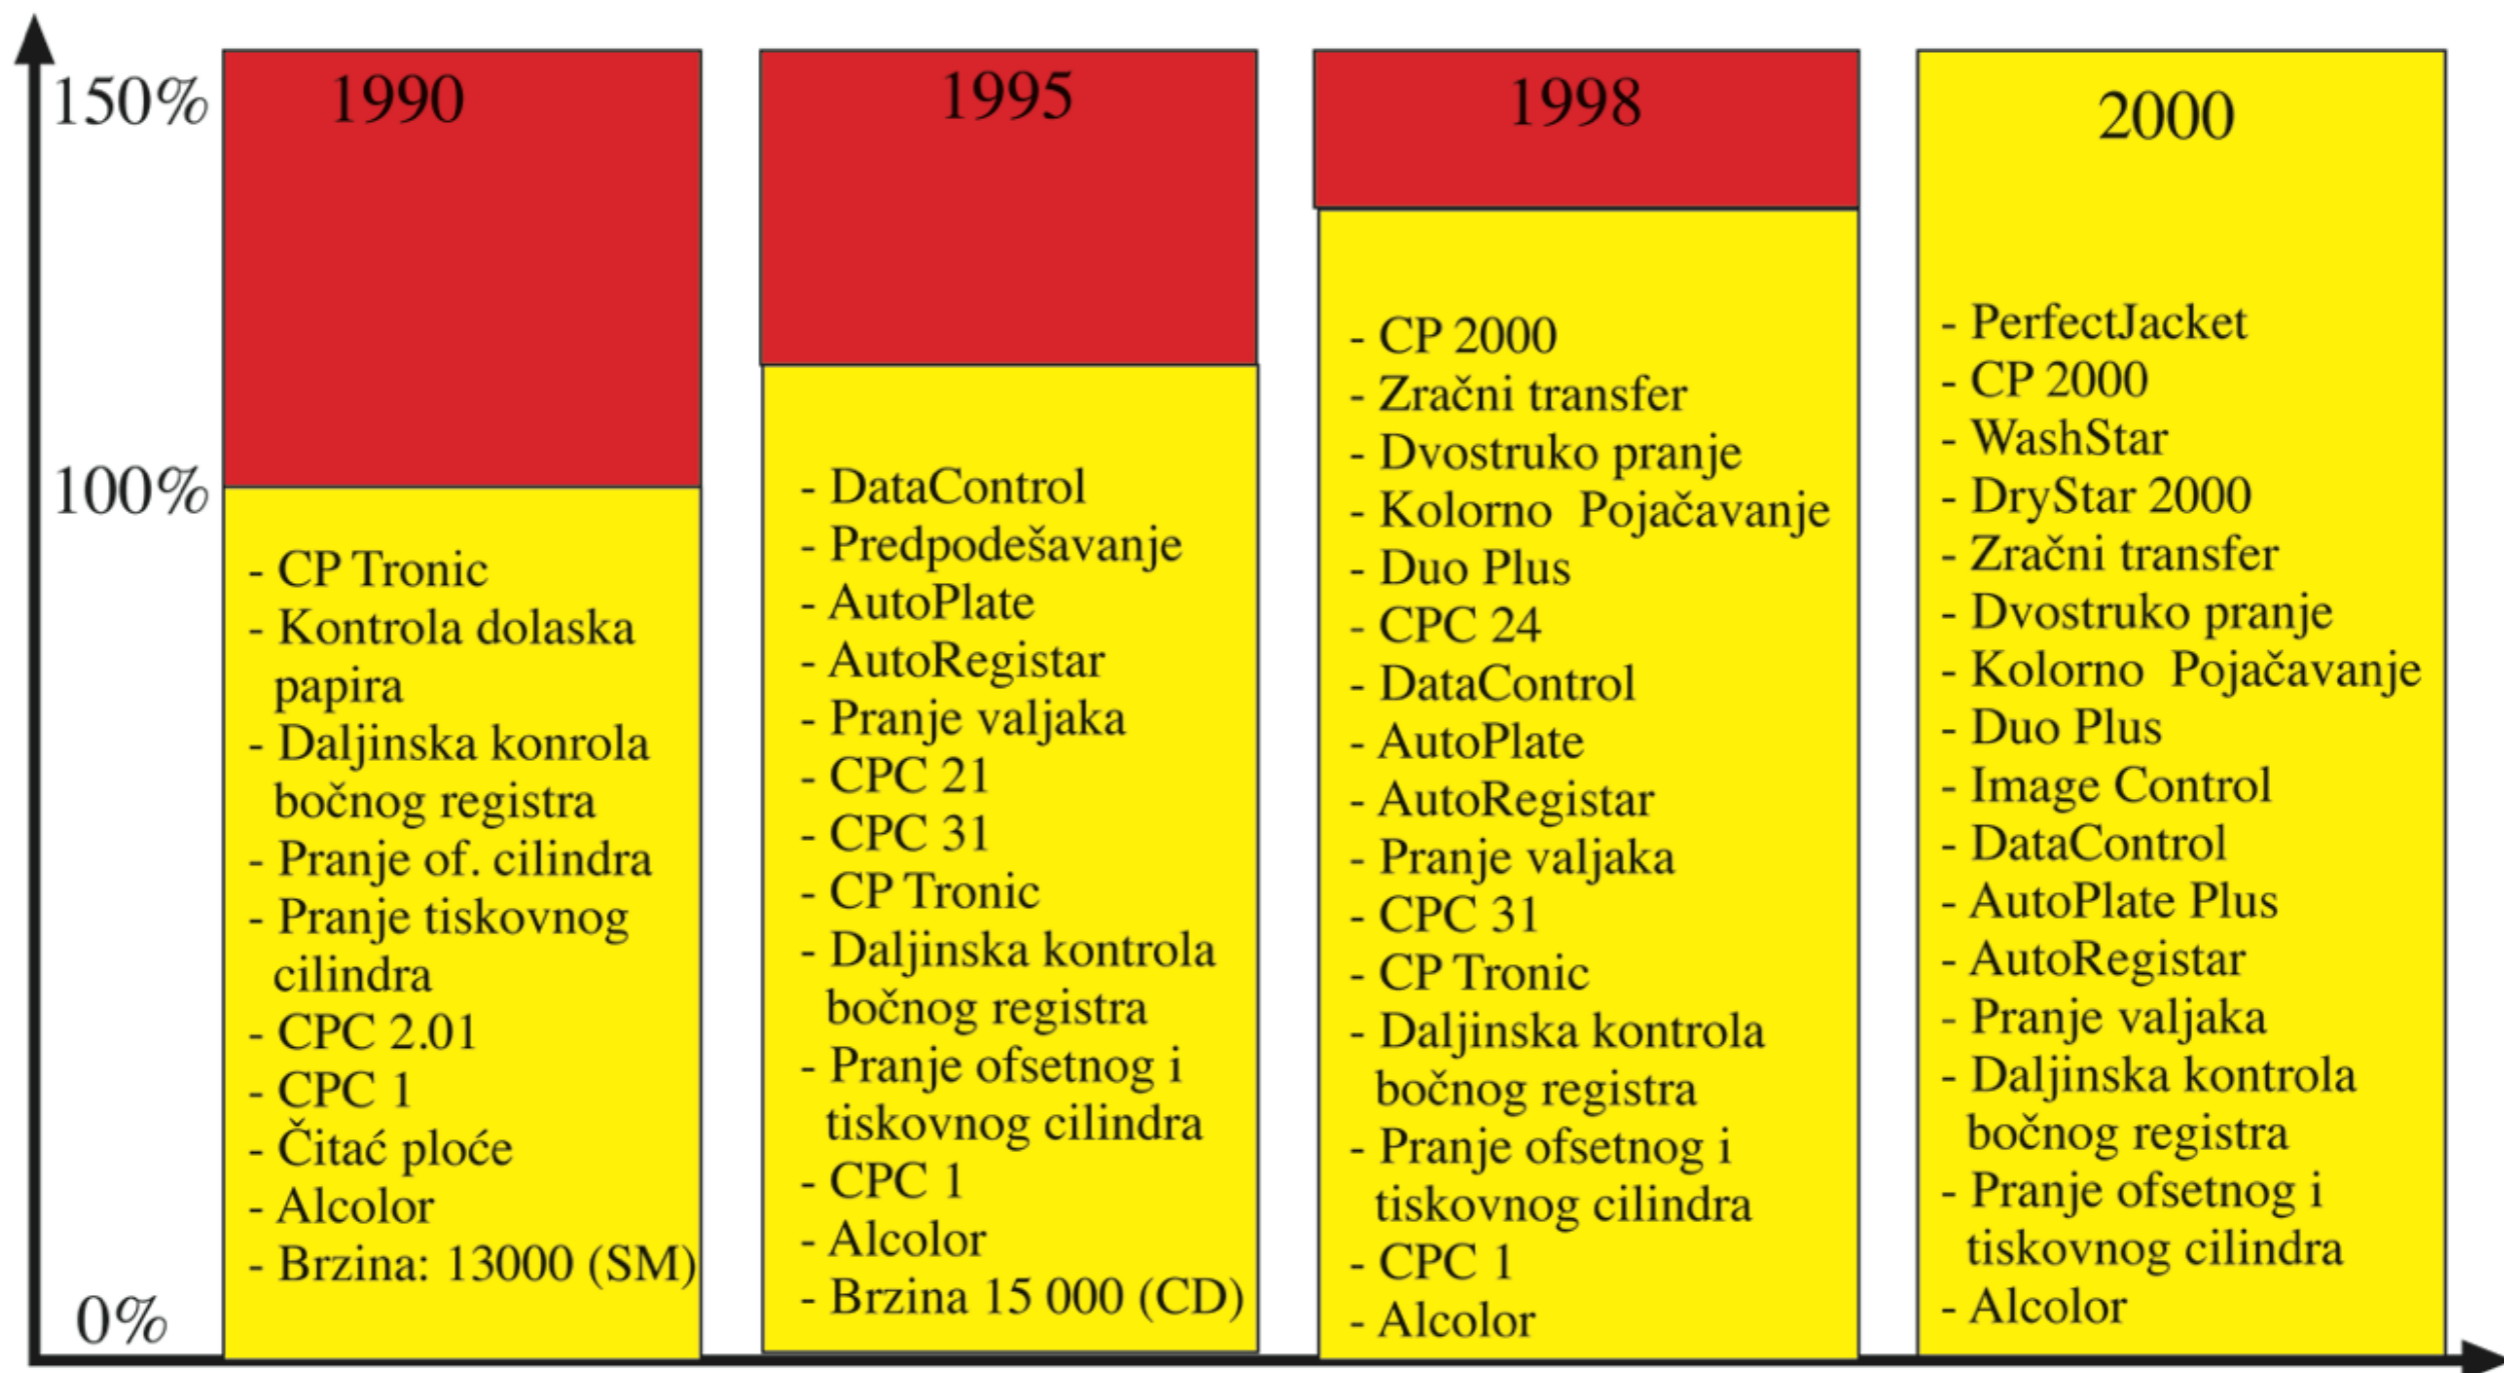 150%
100%
0%
1990
- CP Tronic
- Kontrola dolaska
papira
- Daljinska konrola
bočnog registra
- Pranje of. cilindra
- Pranje tiskovnog
cilindra
- CPC 2.01
- CPC 1
- Čitać ploće
- Alcolor
- Brzina: 13000 (SM)
1995
- DataControl
- Predpodešavanje
- AutoPlate
- AutoRegistar
- Pranje valjaka
- CPC 21
- CPC 31
- CP Tronic
- Daljinska kontrola
bočnog registra
- Pranje ofsetnog i
tiskovnog cilindra
- CPC 1
- Alcolor
- Brzina 15 000 (CD)
1998
- CP 2000
- Zračni transfer
- Dvostruko pranje
- Kolorno  Pojačavanje
- Duo Plus
- CPC 24
- DataControl
- AutoPlate
- AutoRegistar
- Pranje valjaka
- CPC 31
- CP Tronic
- Daljinska kontrola
bočnog registra
- Pranje ofsetnog i
tiskovnog cilindra
- CPC 1
- Alcolor
2000
- PerfectJacket
- CP 2000
- WashStar
- DryStar 2000
- Zračni transfer
- Dvostruko pranje
- Kolorno  Pojačavanje
- Duo Plus
- Image Control
- DataControl
- AutoPlate Plus
- AutoRegistar
- Pranje valjaka
- Daljinska kontrola
bočnog registra
- Pranje ofsetnog i
tiskovnog cilindra
- Alcolor